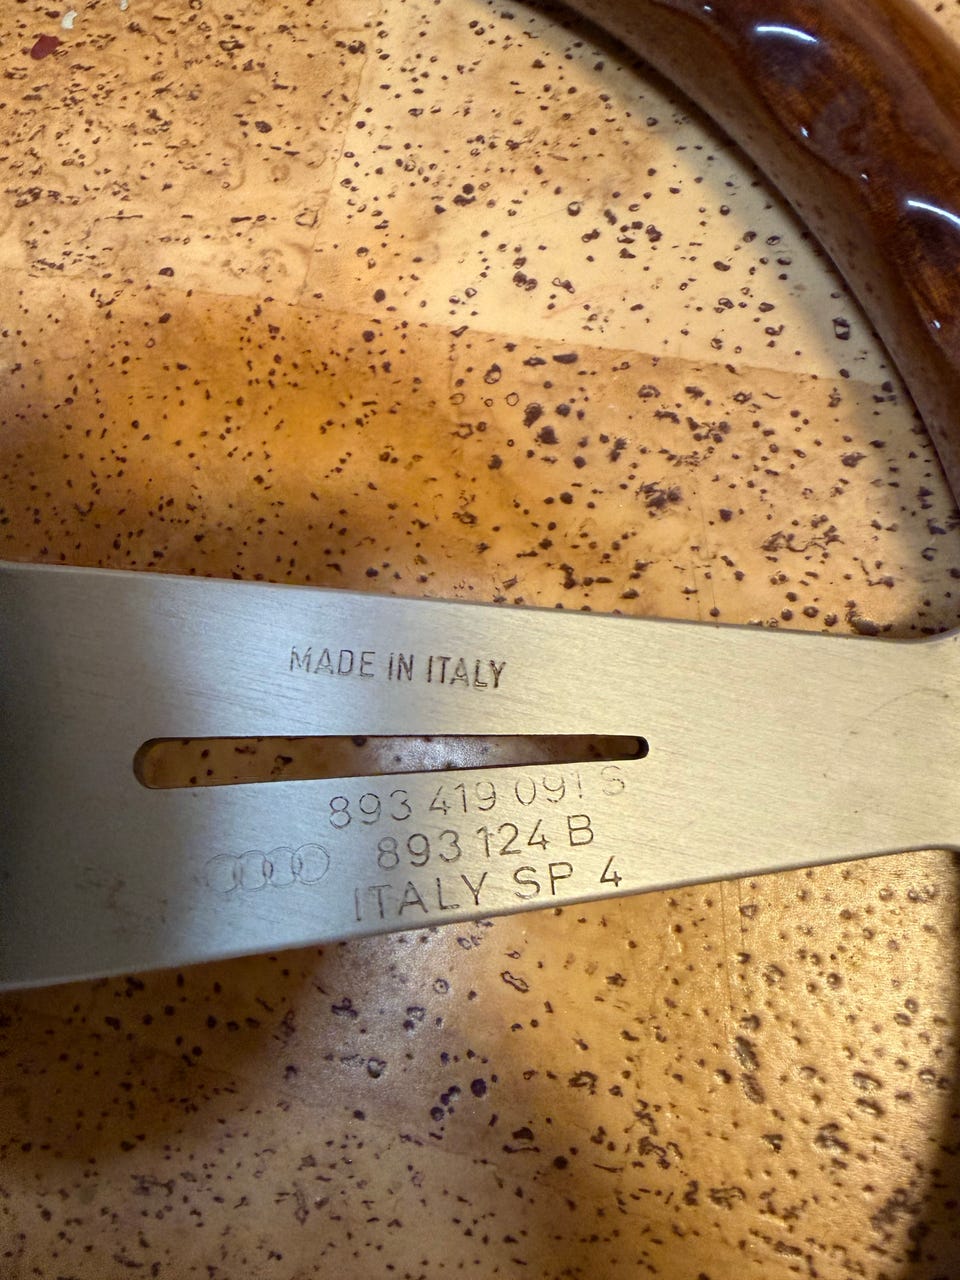 MADE IN ITALY
893 419 091 S
893 124 B
ITALY SP 4